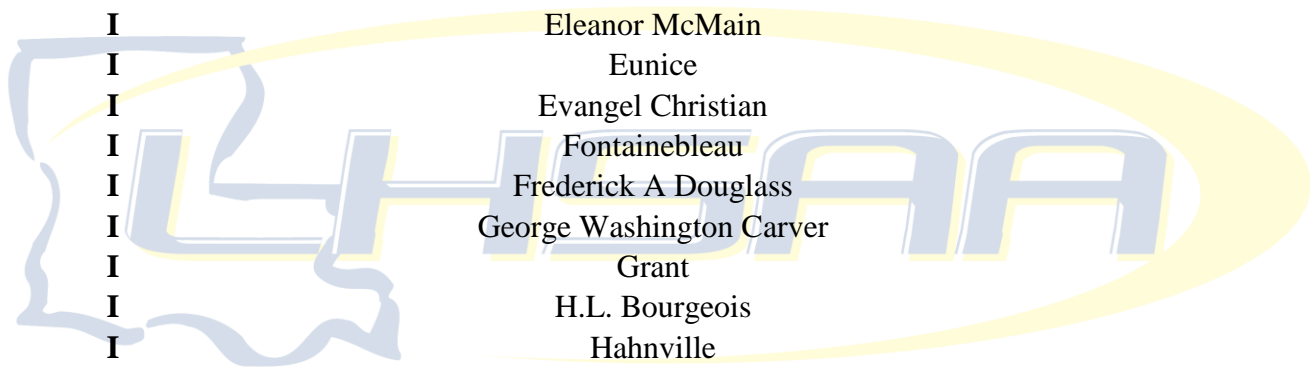 I Eleanor McMain
I Eunice
I Evangel Christian
I Fontainebleau
I Frederick A Douglass
I George Washington Carver
I Grant
I H.L. Bourgeois
I Hahnville
LHSAA